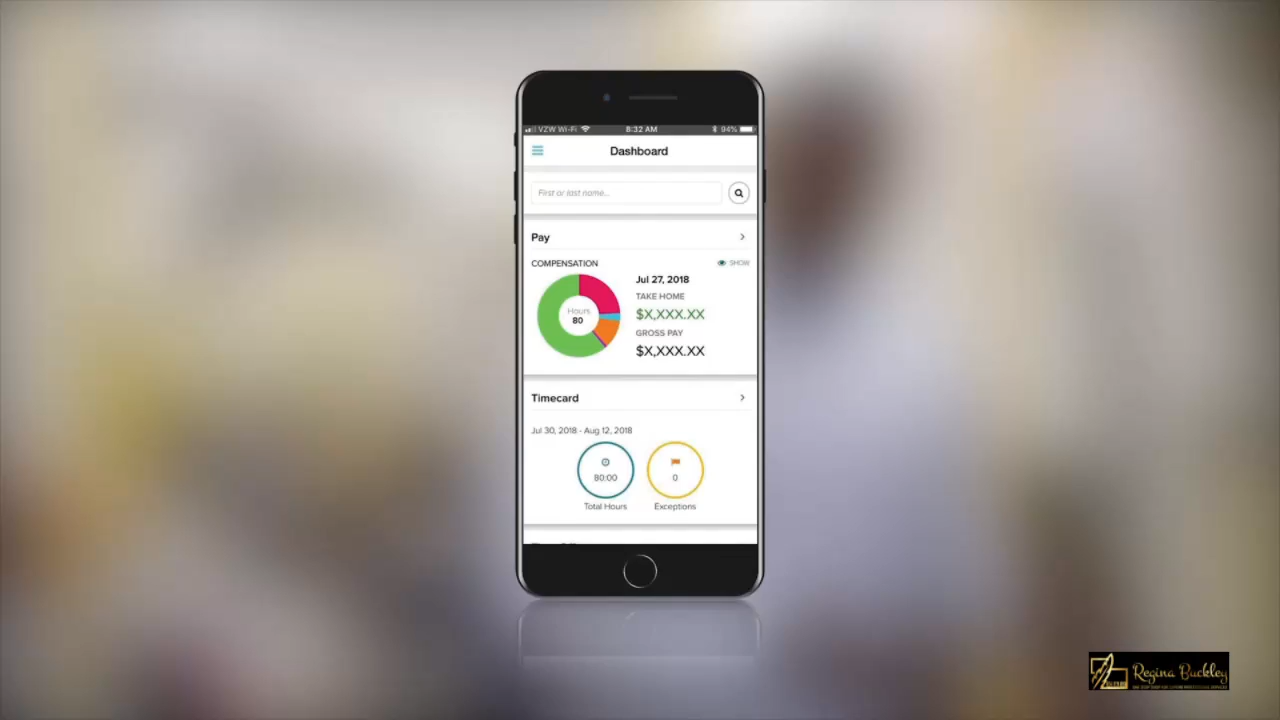 VZW Wi-Fi 8:32 AM 94%
Dashboard
First or last name...
Pay
COMPENSATION
SHOW
Hours
80
Jul 27, 2018
TAKE HOME
$X,XXX.XX
GROSS PAY
$X,XXX.XX
Timecard
Jul 30, 2018 - Aug 12, 2018
80:00
0
Total Hours
Exceptions
Regina Buckley